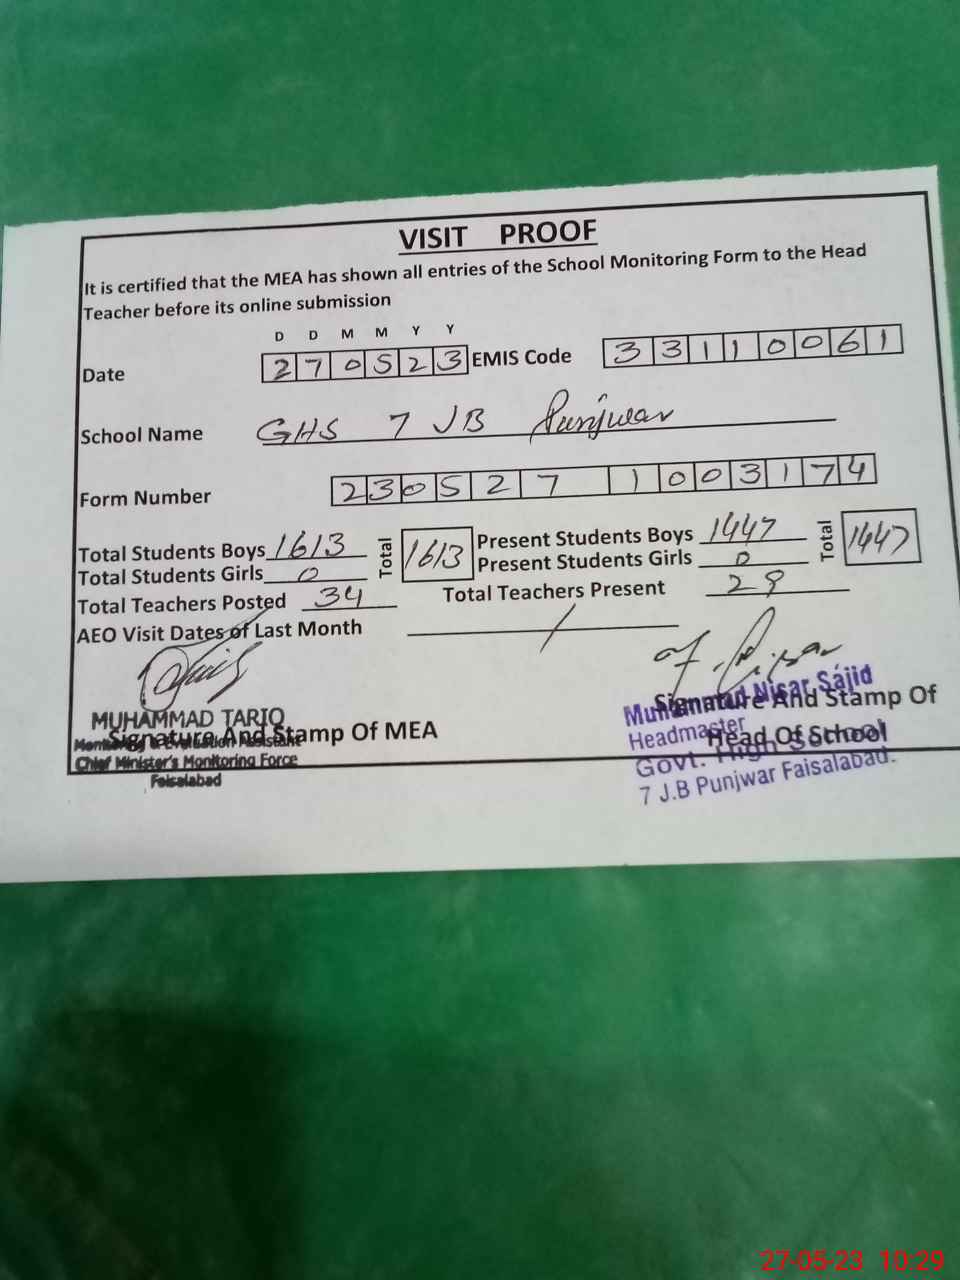 VISIT PROOF
It is certified that the MEA has shown all entries of the School Monitoring Form to the Head
Teacher before its online submission
D D M M Y Y
Date 270523 EMIS Code 33110061
School Name GHS 7 JB Punjwar
Form Number 2305271003174
Total Students Boys 1613 Total 1613 Present Students Boys 1447 Total 1447
Total Students Girls 0 Present Students Girls 0
Total Teachers Posted 34 Total Teachers Present 29
AEO Visit Dates of Last Month /
MUHAMMAD TARIQ
Signature And Stamp Of MEA
Monitoring & Evaluation Assistant
Chief Minister's Monitoring Force
Faisalabad
Muhammad Nisar Sájid
Signature And Stamp Of
Headmaster
Head Of School
Govt. High School
7 J.B Punjwar Faisalabad.
27-05-23 10:29